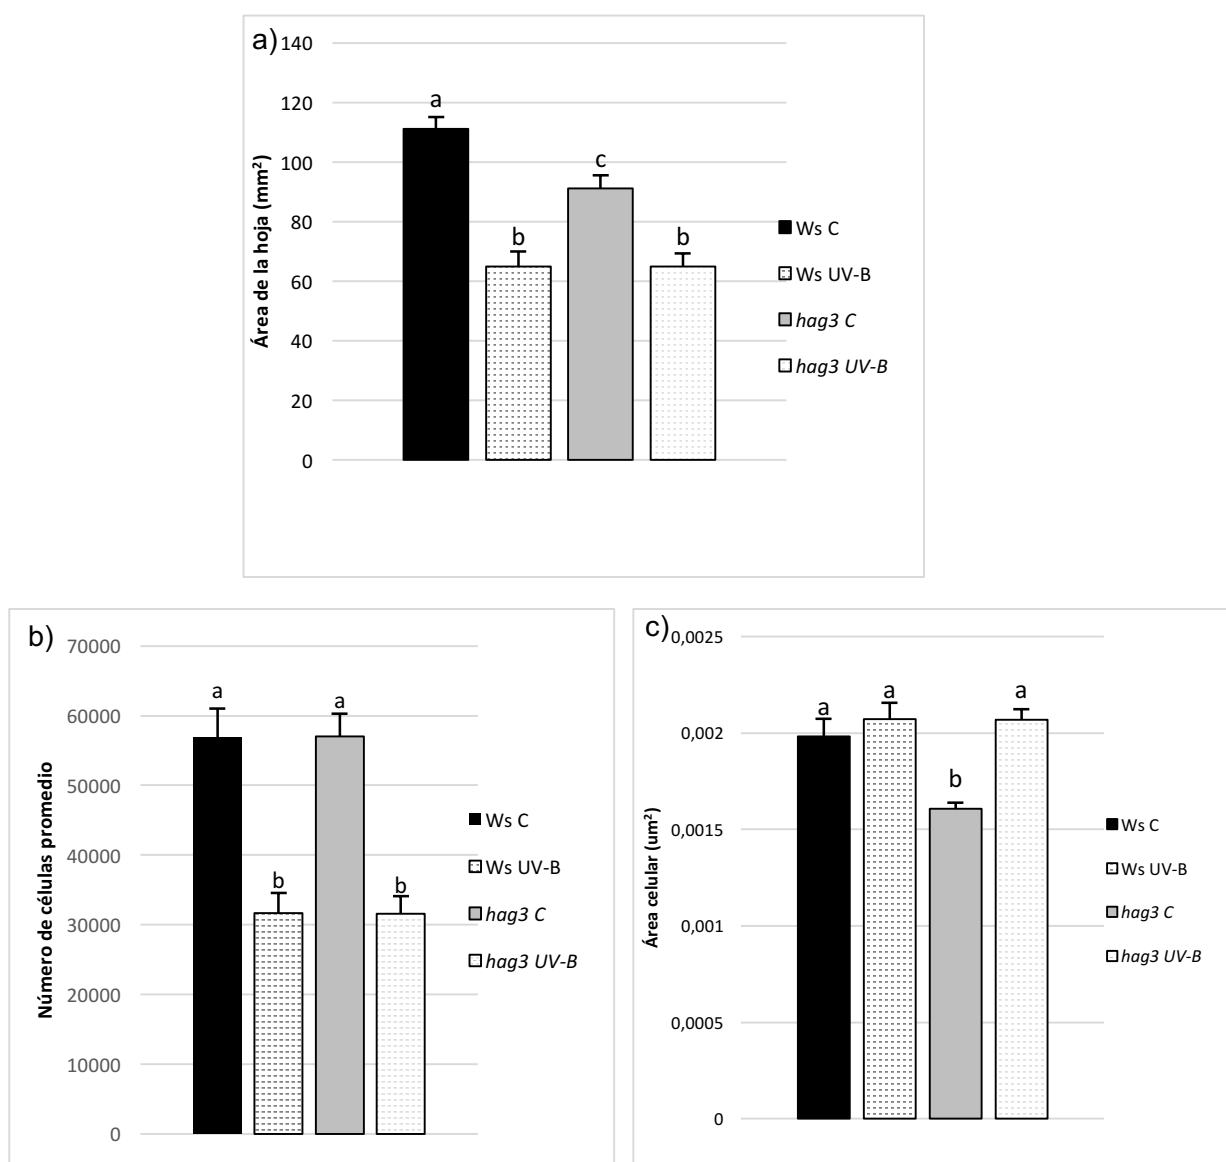 a)
140
120
100
80
60
40
20
0
Área de la hoja (mm²)
a
b
c
b
Ws C
Ws UV-B
hag3 C
hag3 UV-B
b)
70000
60000
50000
40000
30000
20000
10000
0
Número de células promedio
a
b
a
b
Ws C
Ws UV-B
hag3 C
hag3 UV-B
c)
0,0025
0,002
0,0015
0,001
0,0005
0
Área celular (um²)
a
a
b
a
Ws C
Ws UV-B
hag3 C
hag3 UV-B